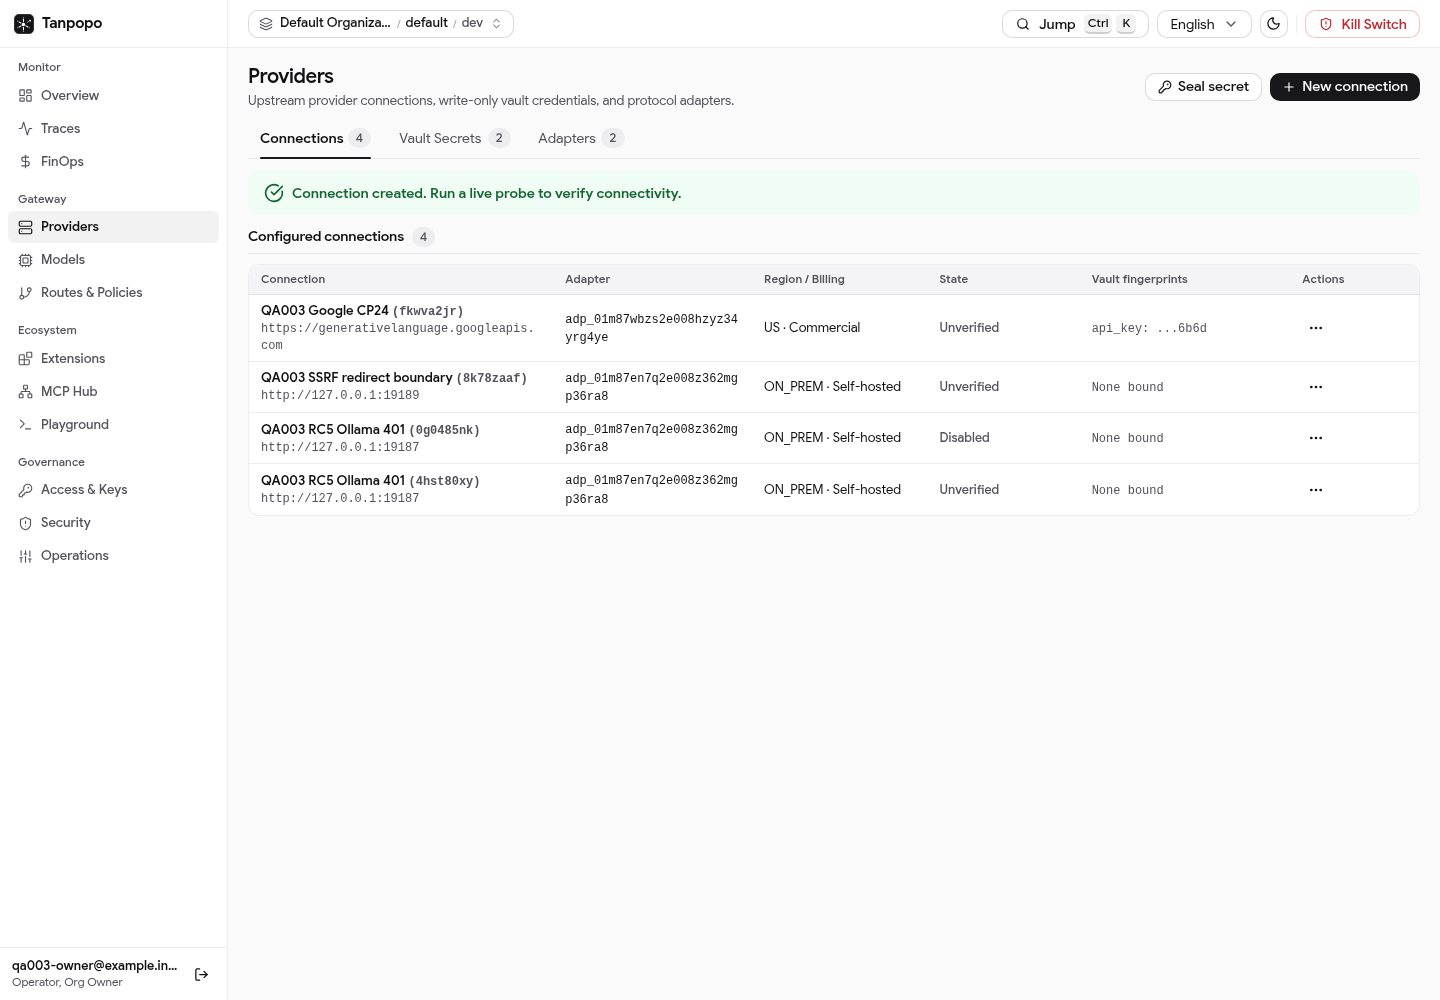 Tanpopo
Default Organiza... / default / dev
Jump Ctrl K
English
Kill Switch
Monitor
Overview
Traces
FinOps
Gateway
Providers
Models
Routes & Policies
Ecosystem
Extensions
MCP Hub
Playground
Governance
Access & Keys
Security
Operations
qa003-owner@example.in...
Operator, Org Owner
Providers
Upstream provider connections, write-only vault credentials, and protocol adapters.
Seal secret
New connection
Connections 4
Vault Secrets 2
Adapters 2
Connection created. Run a live probe to verify connectivity.
Configured connections 4
Connection Adapter Region / Billing State Vault fingerprints Actions
QA003 Google CP24 (fkwva2jr)
https://generativelanguage.googleapis.
com
adp_01m87wbzs2e008hzyz34
yrg4ye
US · Commercial
Unverified
api_key: ...6b6d
QA003 SSRF redirect boundary (8k78zaaf)
http://127.0.0.1:19189
adp_01m87en7q2e008z362mg
p36ra8
ON_PREM · Self-hosted
Unverified
None bound
QA003 RC5 Ollama 401 (0g0485nk)
http://127.0.0.1:19187
adp_01m87en7q2e008z362mg
p36ra8
ON_PREM · Self-hosted
Disabled
None bound
QA003 RC5 Ollama 401 (4hst80xy)
http://127.0.0.1:19187
adp_01m87en7q2e008z362mg
p36ra8
ON_PREM · Self-hosted
Unverified
None bound